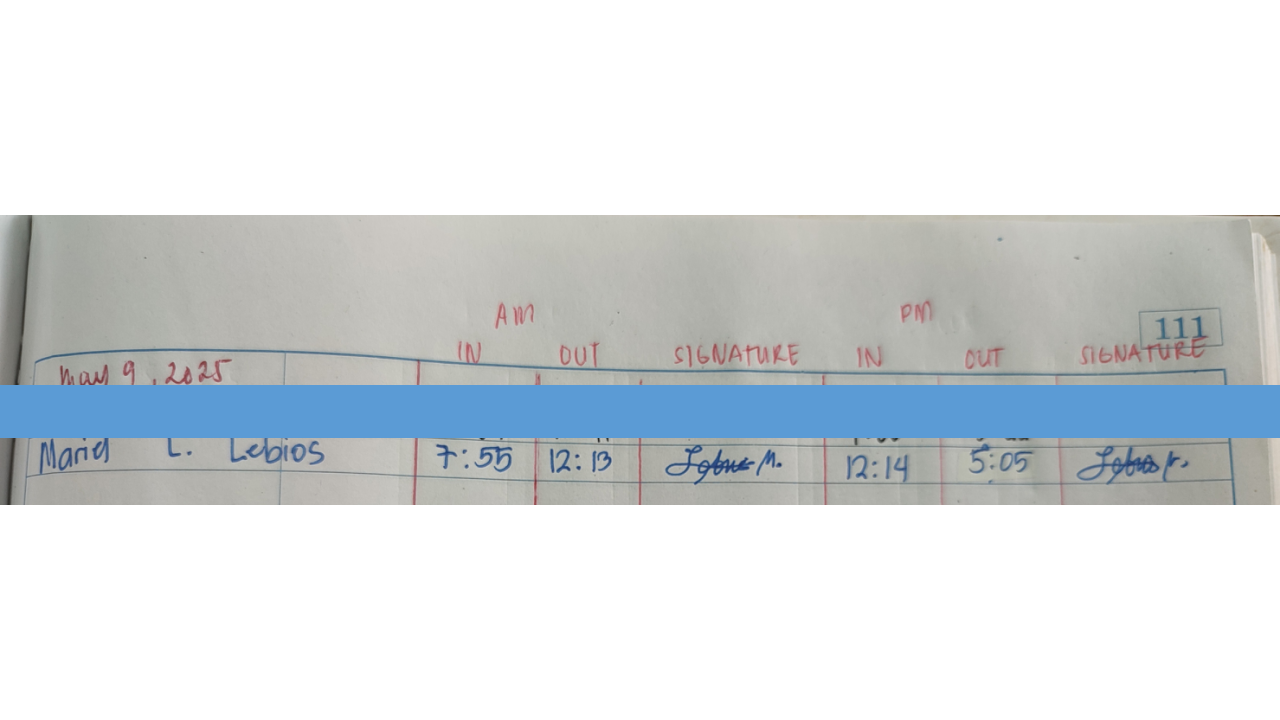 AM PM
111
IN OUT SIGNATURE IN OUT SIGNATURE
May 9, 2025
Mariel L. Lebios 7:55 12:13 12:14 5:05